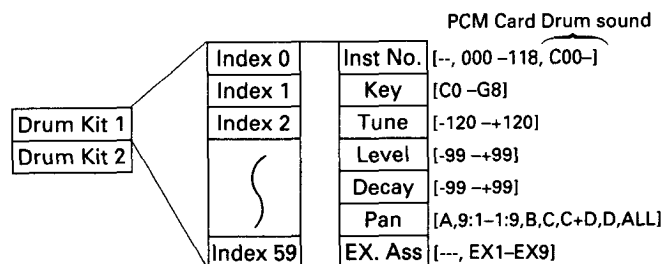 PCM Card Drum sound
Index 0 Inst No. [--, 000 –118, C00–]
Index 1 Key [C0 –G8]
Drum Kit 1 Index 2 Tune [-120 –+120]
Drum Kit 2 Level [-99 –+99]
Decay [-99 –+99]
Pan [A,9:1–1:9,B,C,C+D,D,ALL]
Index 59 EX. Ass [---, EX1–EX9]